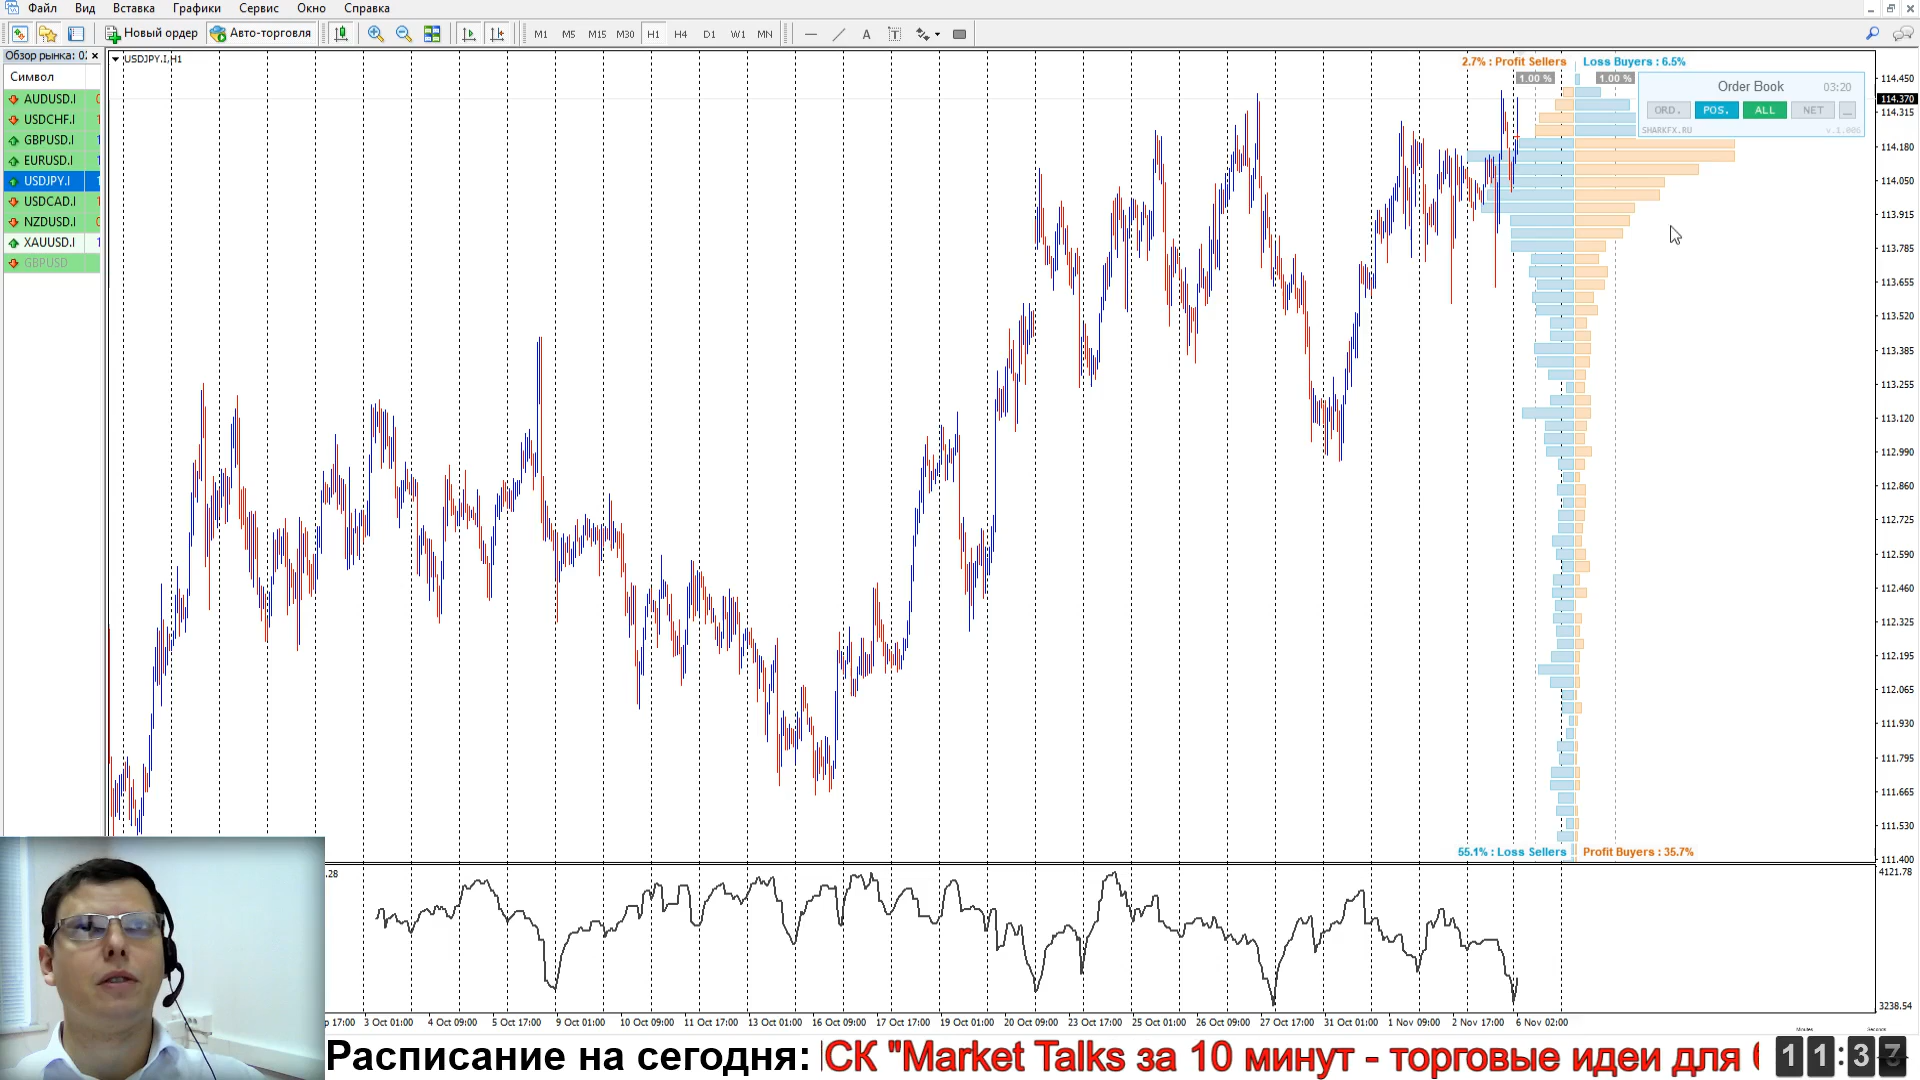 Файл Вид Вставка Графики Сервис Окно Справка
Новый ордер Авто-торговля M1 M5 M15 M30 H1 H4 D1 W1 MN A T
Обзор рынка: 02
Символ
AUDUSD.I
USDCHF.I
GBPUSD.I
EURUSD.I
USDJPY.I
USDCAD.I
NZDUSD.I
XAUUSD.I
GBPUSD
USDJPY.I,H1
2.7% : Profit Sellers Loss Buyers : 6.5%
1.00 % 1.00 %
Order Book 03:20
ORD. POS. ALL NET ...
SHARKFX.RU v.1.006
114.450
114.370
114.315
114.180
114.050
113.915
113.785
113.655
113.520
113.385
113.255
113.120
112.990
112.860
112.725
112.590
112.460
112.325
112.195
112.065
111.930
111.795
111.665
111.530
111.400
55.1% : Loss Sellers Profit Buyers : 35.7%
.28
4121.78
3238.54
p 17:00 3 Oct 01:00 4 Oct 09:00 5 Oct 17:00 9 Oct 01:00 10 Oct 09:00 11 Oct 17:00 13 Oct 01:00 16 Oct 09:00 17 Oct 17:00 19 Oct 01:00 20 Oct 09:00 23 Oct 17:00 25 Oct 01:00 26 Oct 09:00 27 Oct 17:00 31 Oct 01:00 1 Nov 09:00 2 Nov 17:00 6 Nov 02:00
Minutes Seconds
Расписание на сегодня: СК "Market Talks за 10 минут - торговые идеи для
11:37